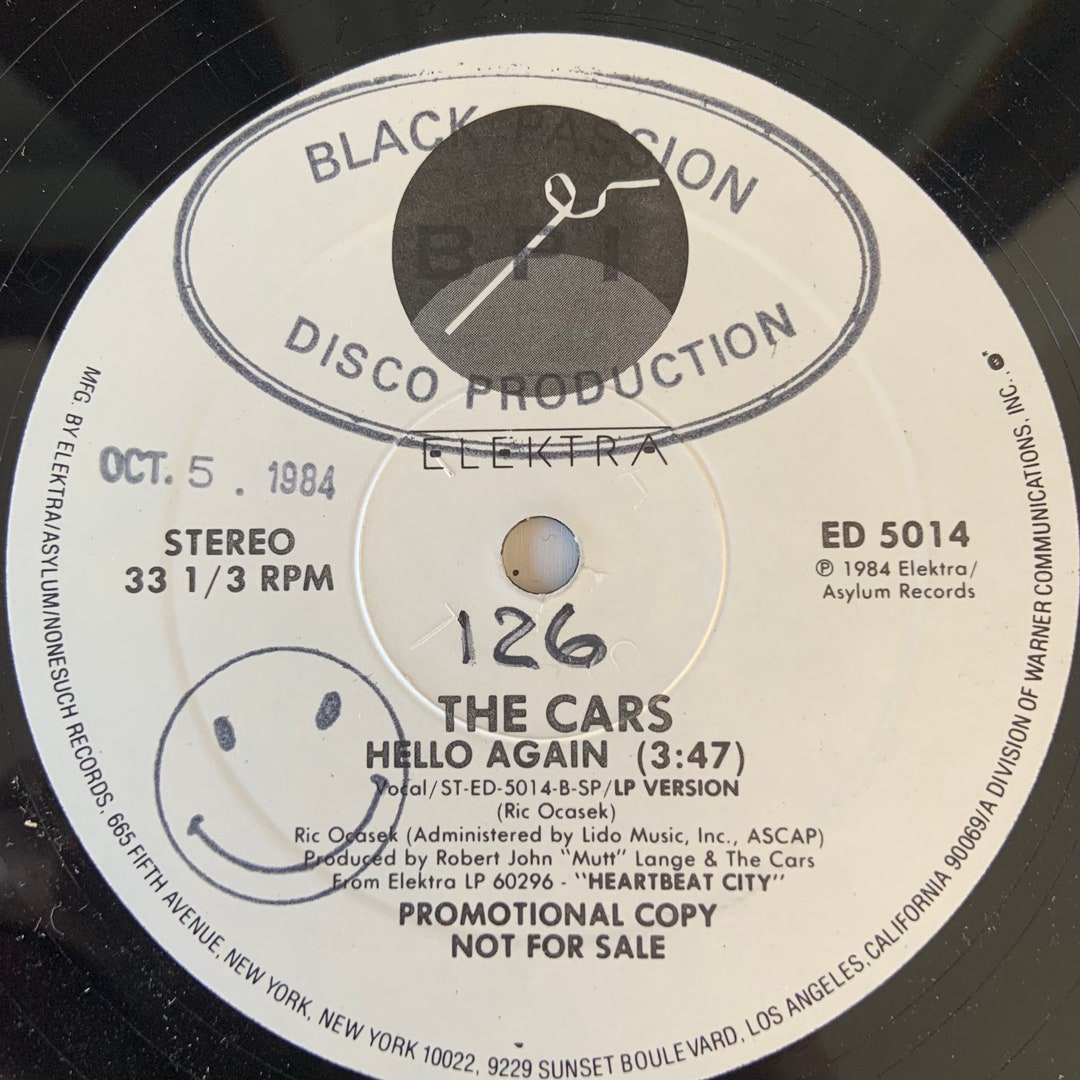 BLACK PASSION
BPI
DISCO PRODUCTION
ELEKTRA
OCT. 5. 1984
STEREO
33 1/3 RPM
ED 5014
℗ 1984 Elektra/
Asylum Records
126
THE CARS
HELLO AGAIN (3:47)
Vocal/ST-ED-5014-B-SP/LP VERSION
(Ric Ocasek)
Ric Ocasek (Administered by Lido Music, Inc., ASCAP)
Produced by Robert John "Mutt" Lange & The Cars
From Elektra LP 60296 - "HEARTBEAT CITY"
PROMOTIONAL COPY
NOT FOR SALE
MFG. BY ELEKTRA/ASYLUM/NONESUCH RECORDS, 665 FIFTH AVENUE, NEW YORK, NEW YORK 10022, 9229 SUNSET BOULEVARD, LOS ANGELES, CALIFORNIA 90069/A DIVISION OF WARNER COMMUNICATIONS, INC.